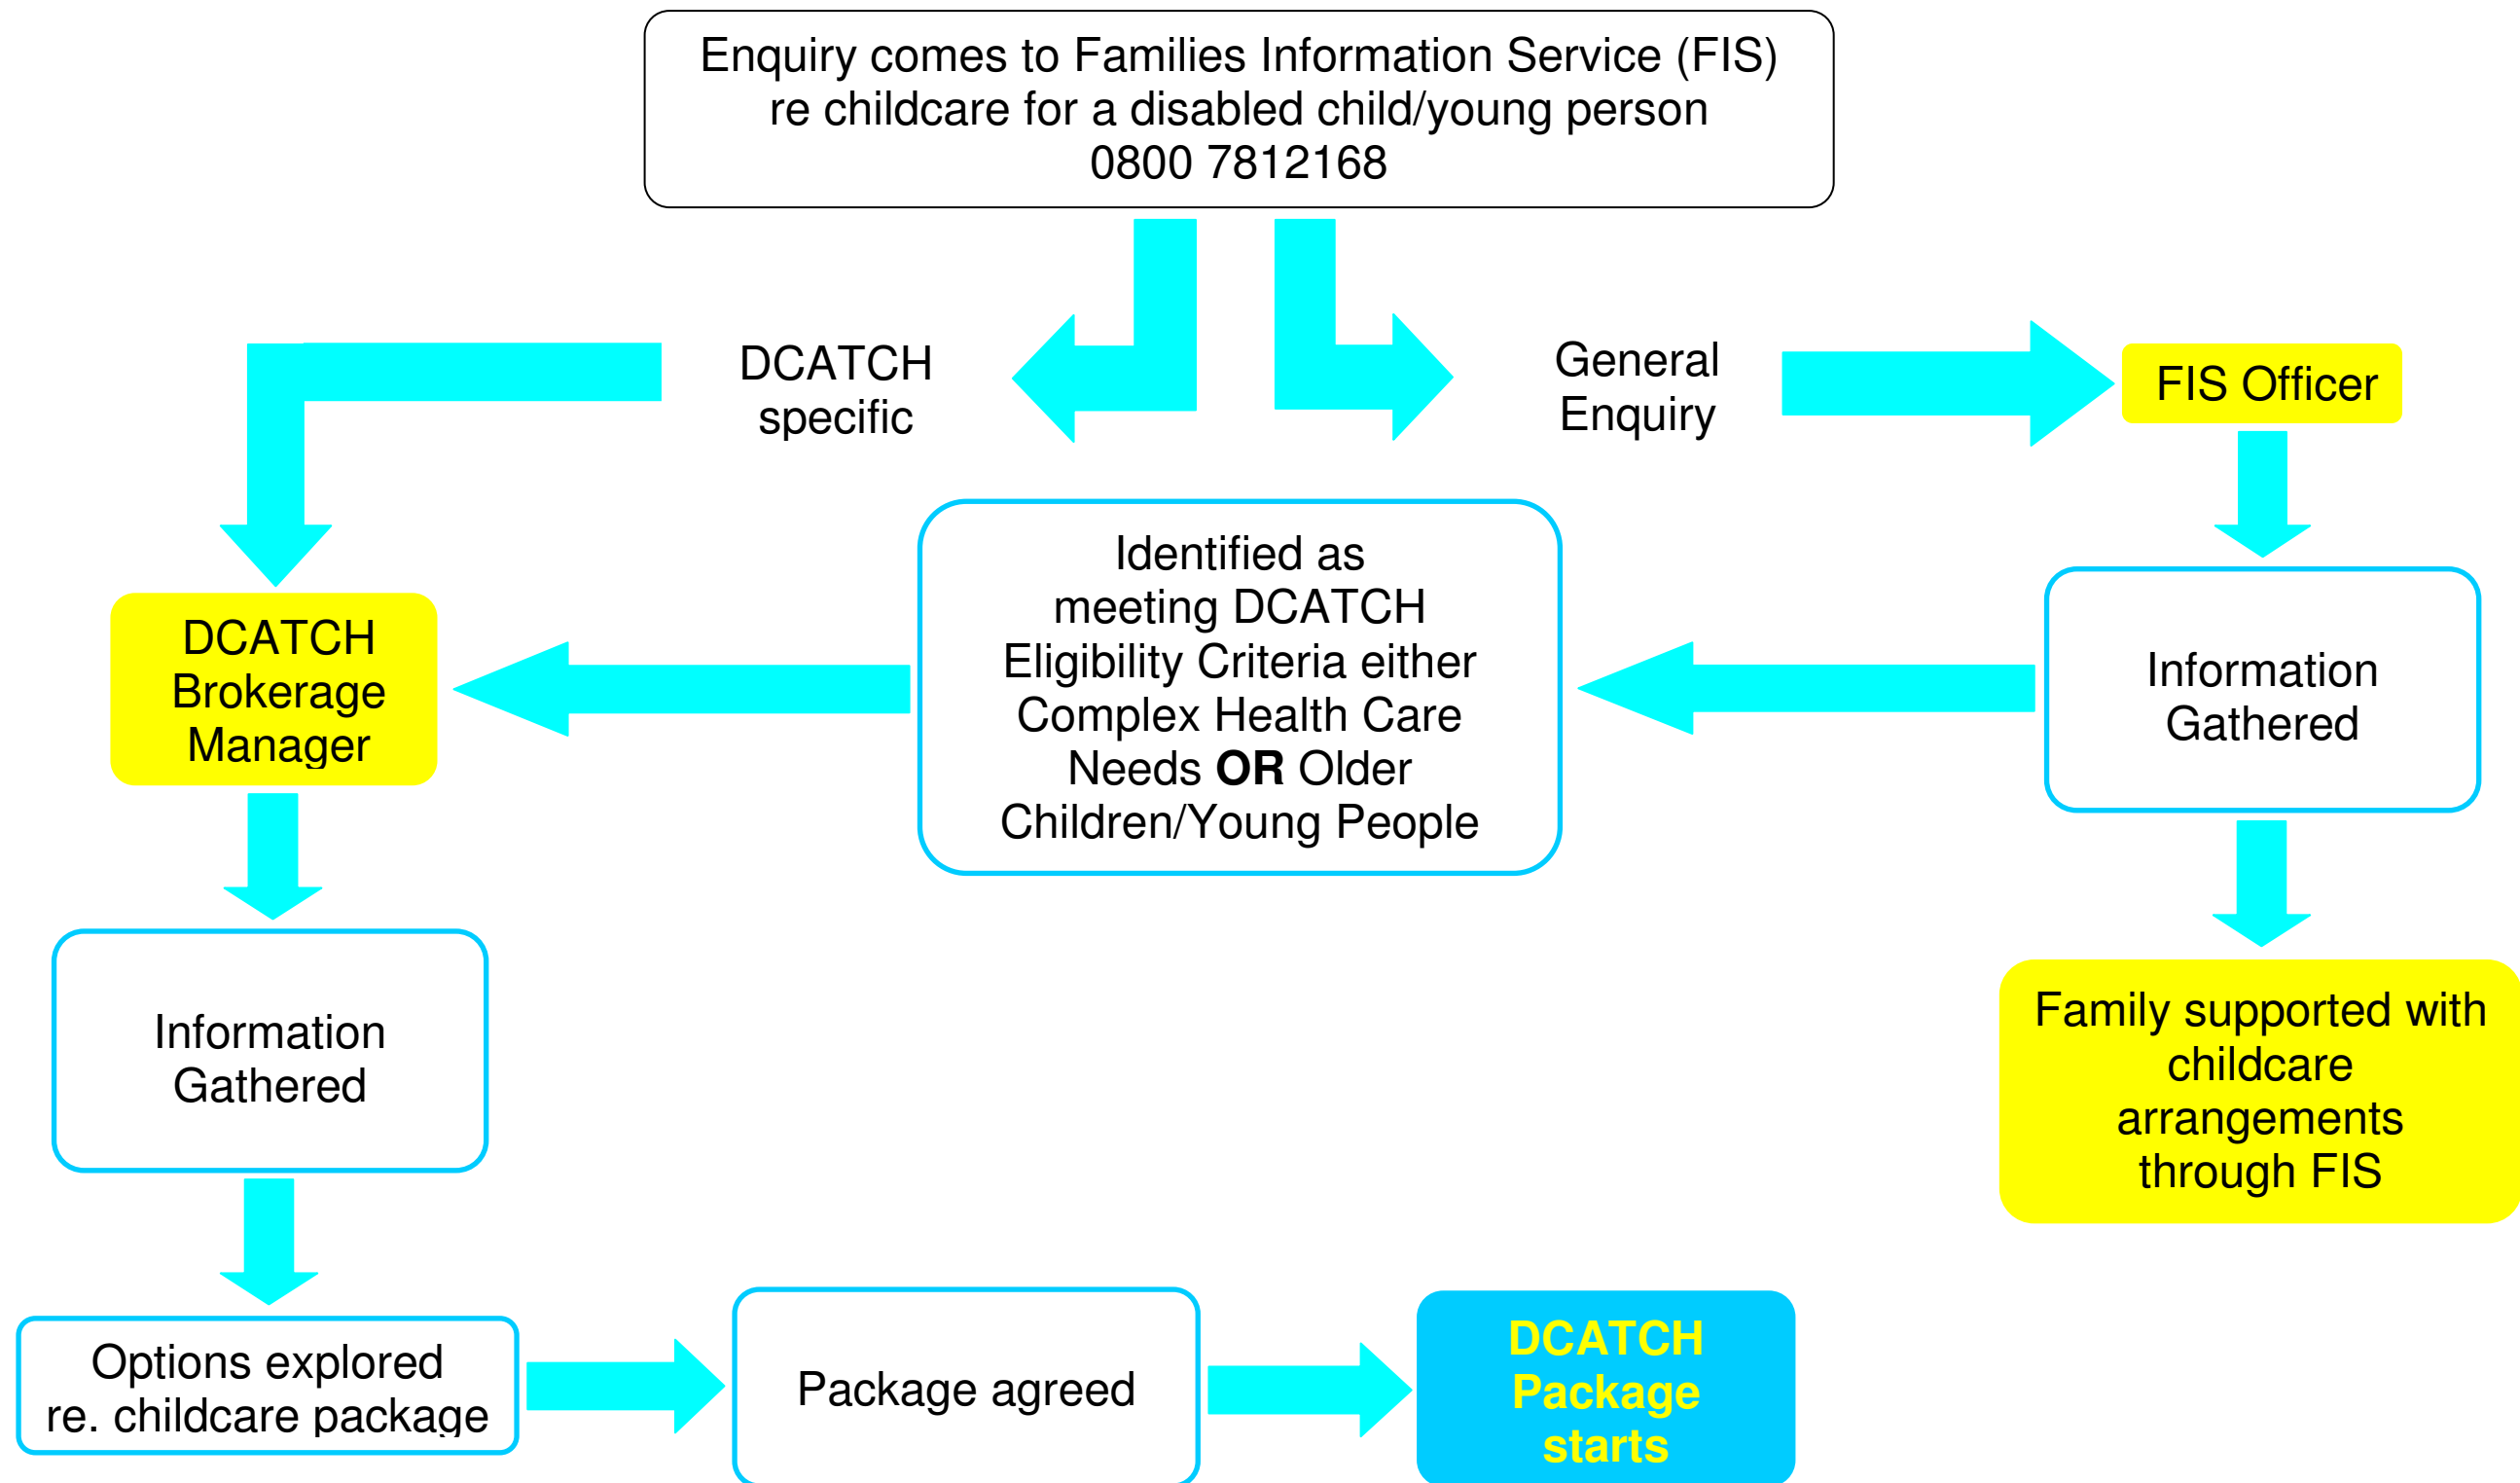 Enquiry comes to Families Information Service (FIS)
re childcare for a disabled child/young person
0800 7812168
DCATCH
specific
General
Enquiry
FIS Officer
Identified as
meeting DCATCH
Eligibility Criteria either
Complex Health Care
Needs OR Older
Children/Young People
DCATCH
Brokerage
Manager
Information
Gathered
Information
Gathered
Family supported with
childcare
arrangements
through FIS
Options explored
re. childcare package
Package agreed
DCATCH
Package
starts